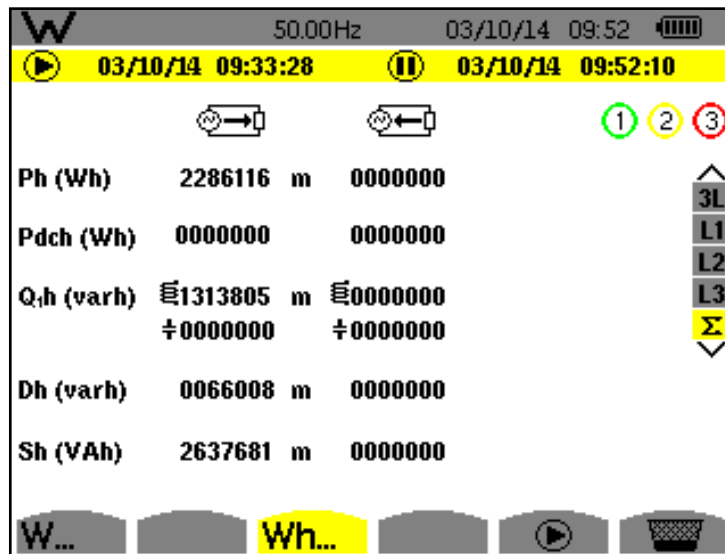 W 50.00Hz 03/10/14 09:52
03/10/14 09:33:28 03/10/14 09:52:10
1 2 3
Ph (Wh) 2286116 m 0000000
3L
Pdch (Wh) 0000000 0000000
L1
L2
Q₁h (varh) 1313805 m 0000000
L3
0000000 0000000
Σ
Dh (varh) 0066008 m 0000000
Sh (VAh) 2637681 m 0000000
W... Wh...